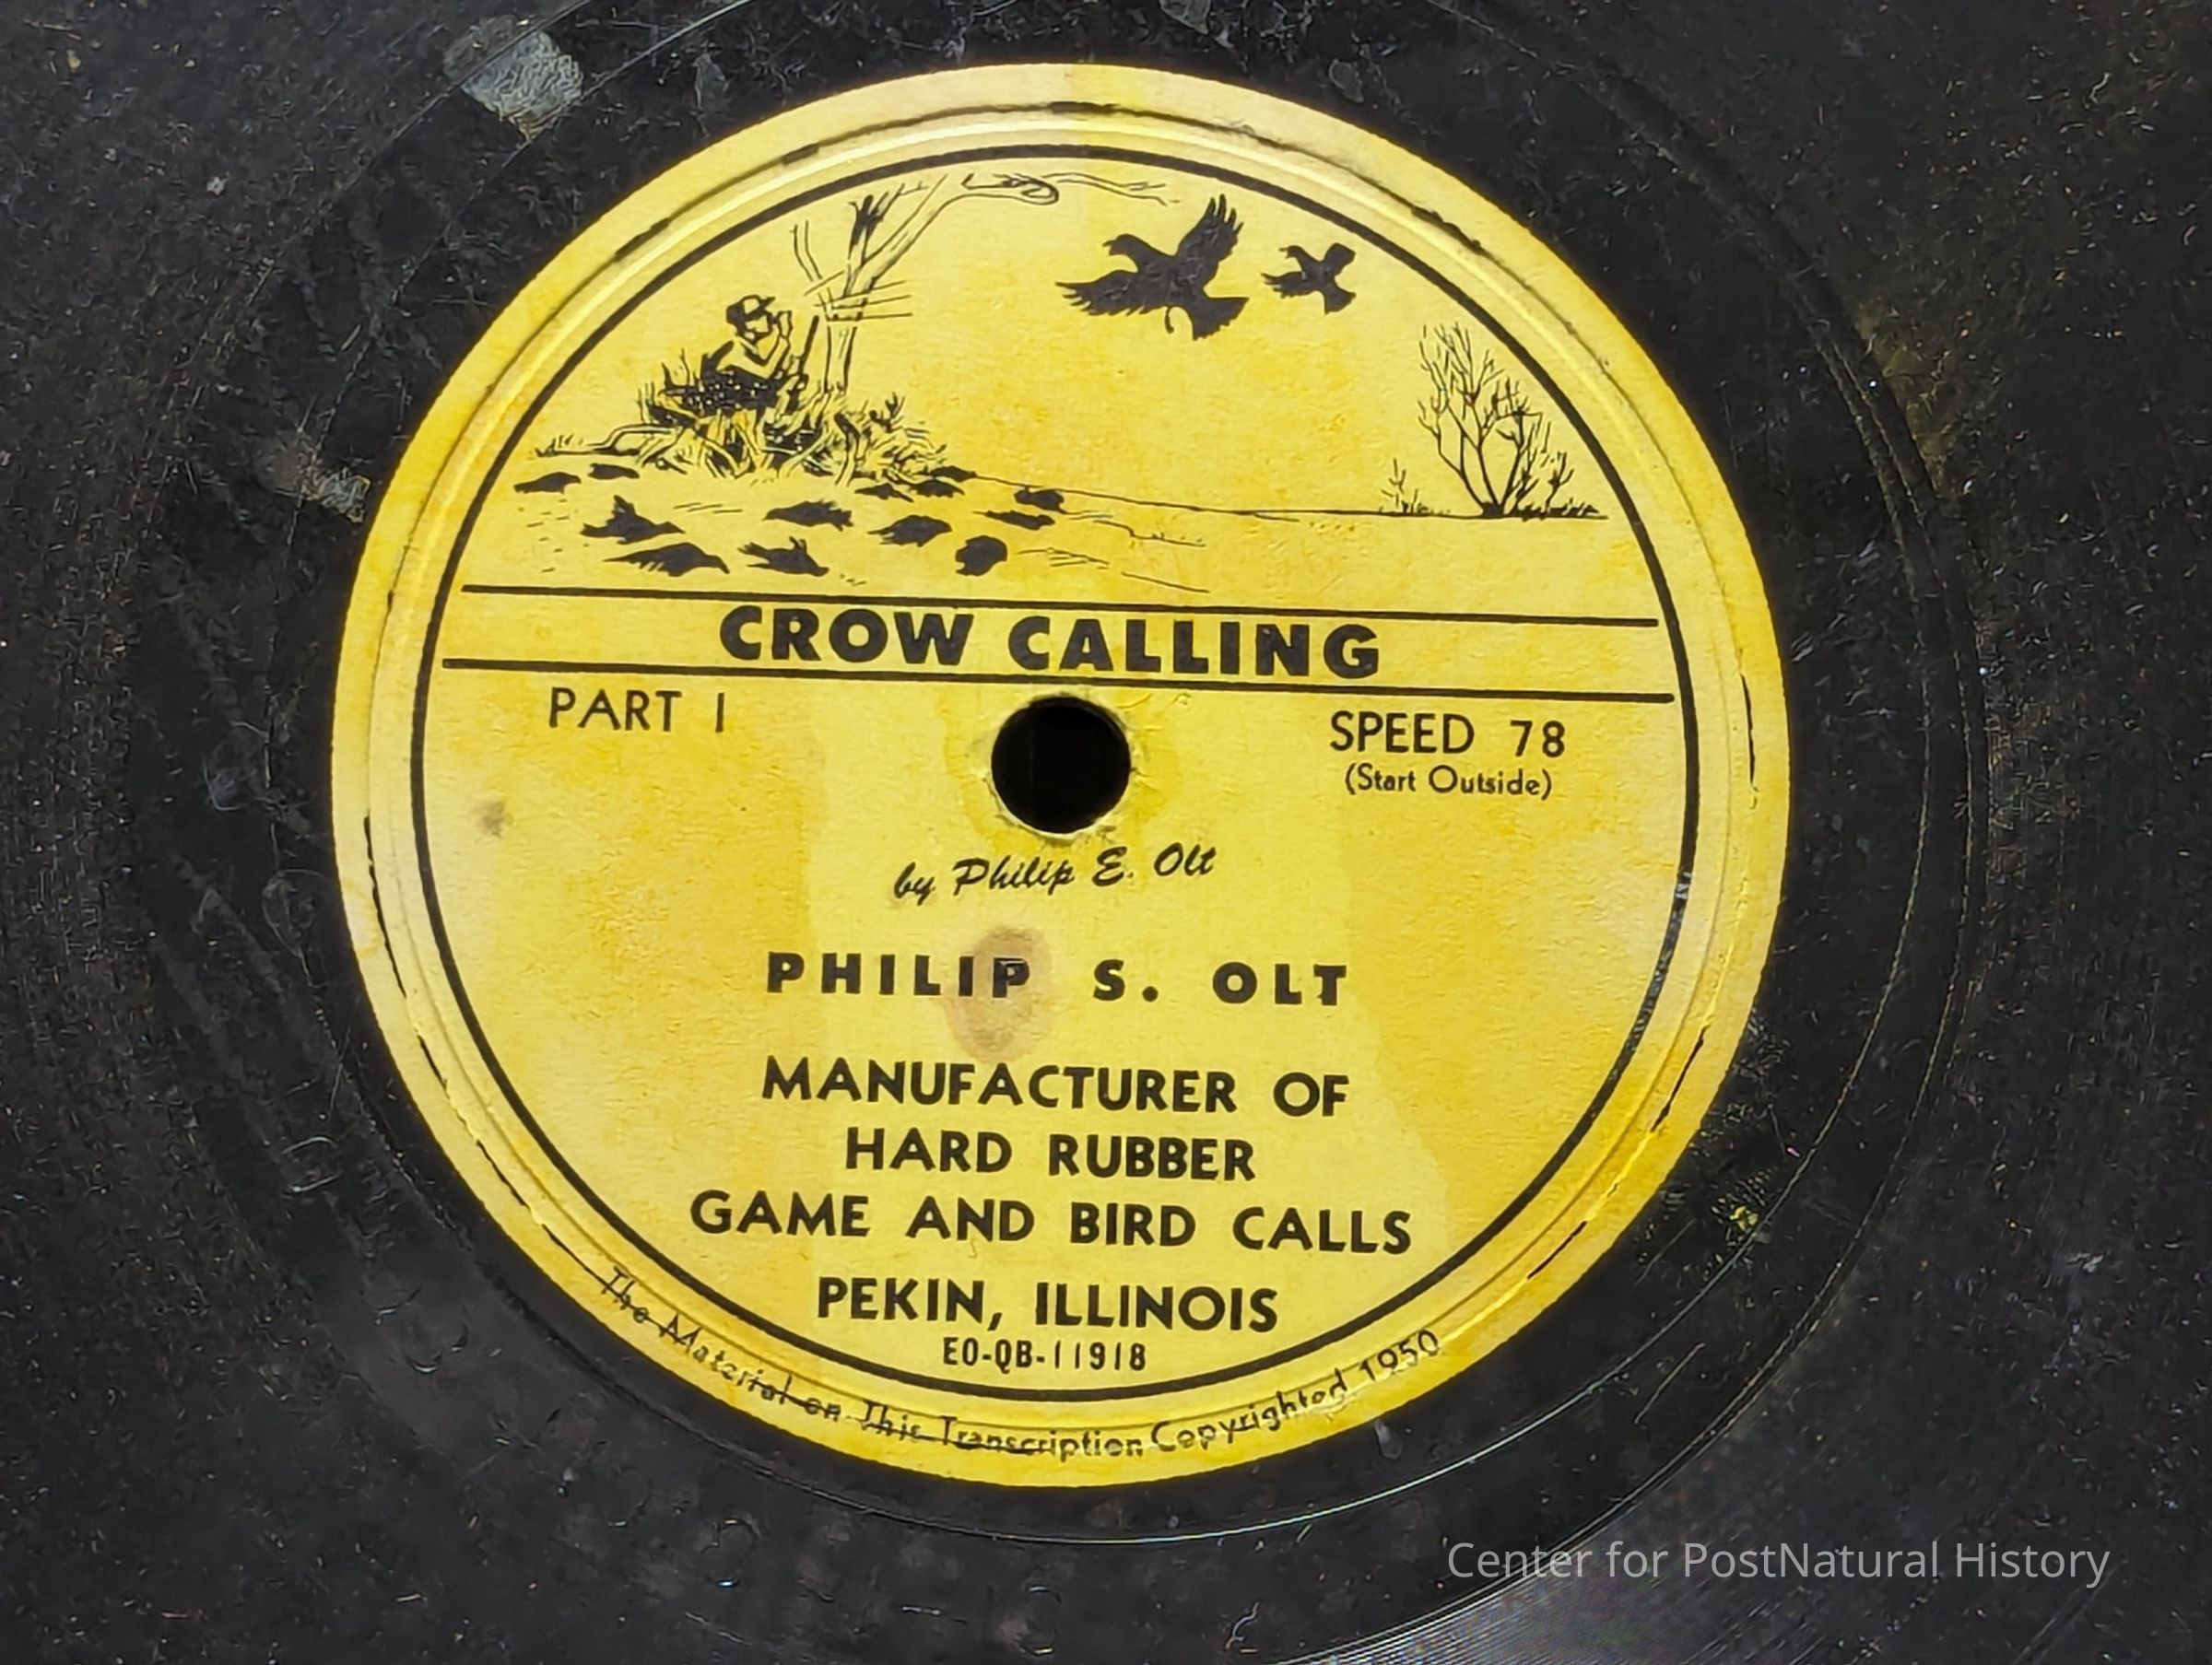 CROW CALLING
PART I
SPEED 78
(Start Outside)
by Philip E. Olt
PHILIP S. OLT
MANUFACTURER OF
HARD RUBBER
GAME AND BIRD CALLS
PEKIN, ILLINOIS
EO-QB-11918
The Material on This Transcription Copyrighted 1950
Center for PostNatural History